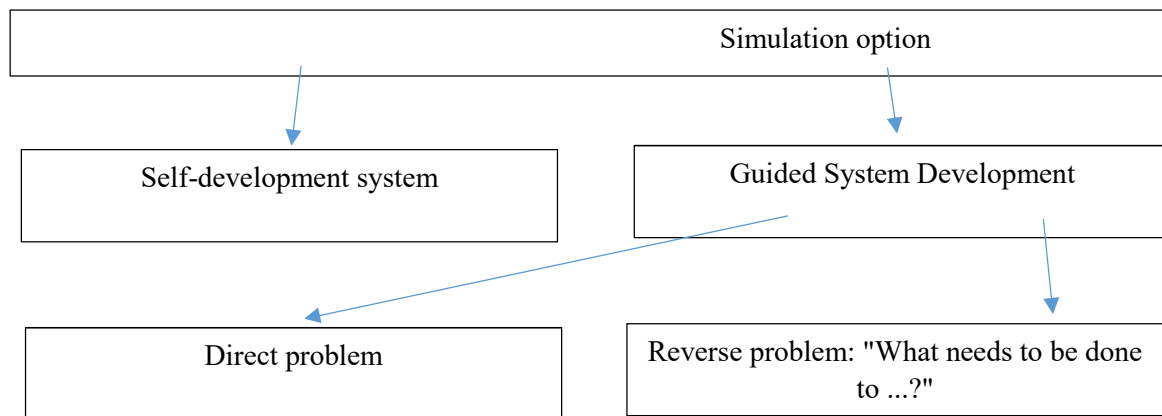 Simulation option
Self-development system
Guided System Development
Direct problem
Reverse problem: "What needs to be done
to ...?"